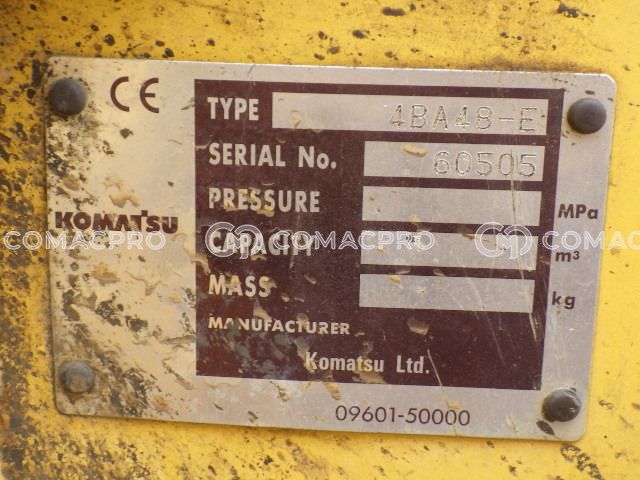 CE
TYPE 4BA48-E
SERIAL No. 60505
PRESSURE MPa
KOMATSU
COMACPRO COMACPRO COMACPRO
CAPACITY m³
MASS kg
MANUFACTURER
Komatsu Ltd.
09601-50000